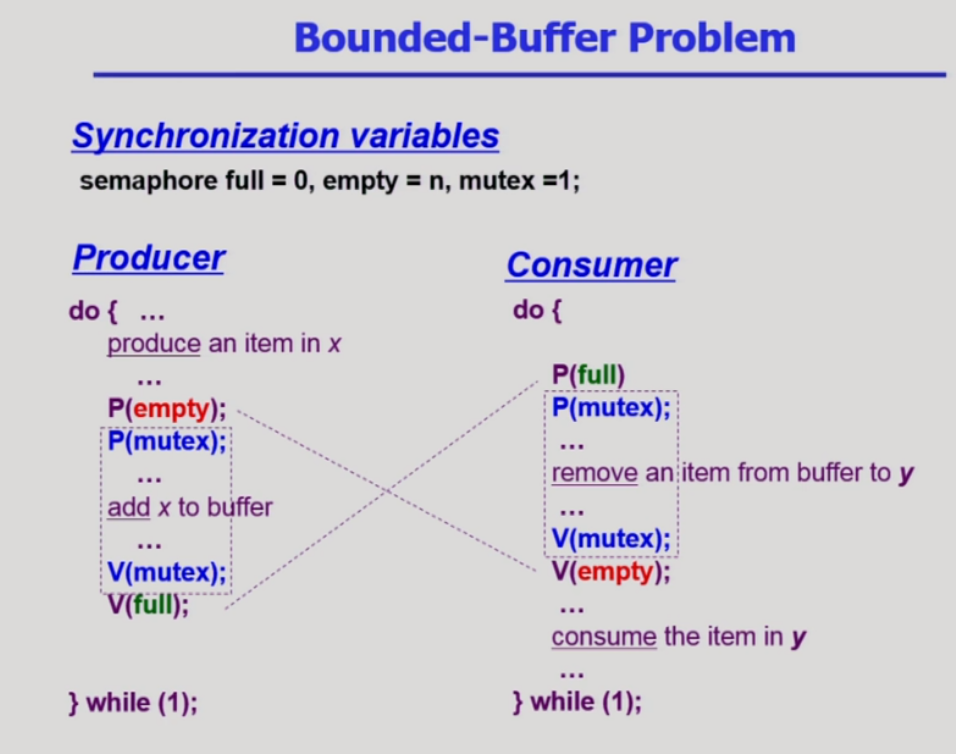 Bounded-Buffer Problem
Synchronization variables
semaphore full = 0, empty = n, mutex =1;
Producer
do { ...
produce an item in x
...
P(empty);
P(mutex);
...
add x to buffer
...
V(mutex);
V(full);
} while (1);
Consumer
do {
P(full)
P(mutex);
...
remove an item from buffer to y
...
V(mutex);
V(empty);
...
consume the item in y
...
} while (1);